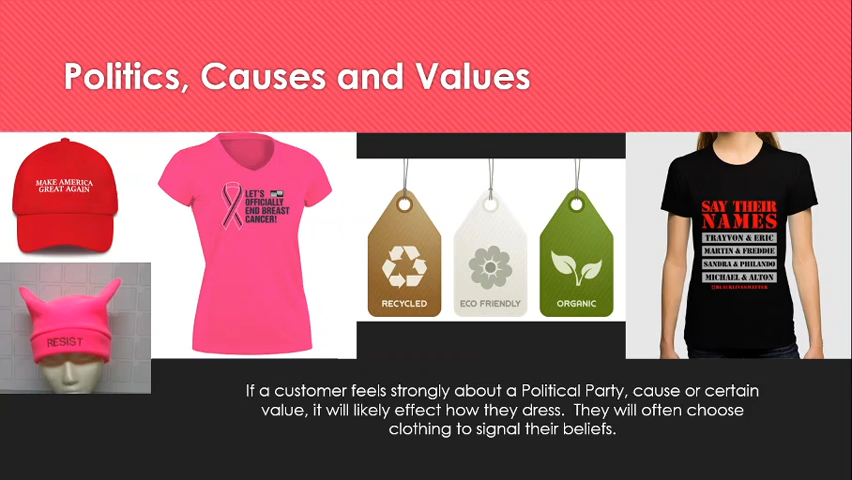 Politics, Causes and Values
MAKE AMERICA
GREAT AGAIN
RESIST
LET'S
OFFICIALLY
END BREAST
CANCER!
RECYCLED
ECO FRIENDLY
ORGANIC
SAY THEIR
NAMES
TRAYVON & ERIC
MARTIN & FREDDIE
SANDRA & PHILANDO
MICHAEL & ALTON
#BLACKLIVESMATTER
If a customer feels strongly about a Political Party, cause or certain
value, it will likely effect how they dress. They will often choose
clothing to signal their beliefs.